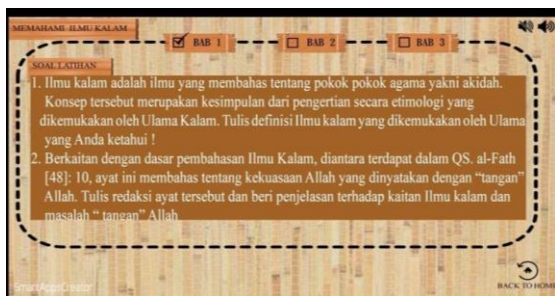 MEMAHAMI ILMU KALAM
BAB 1
BAB 2
BAB 3
SOAL LATIHAN
1. Ilmu kalam adalah ilmu yang membahas tentang pokok pokok agama yakni akidah.
Konsep tersebut merupakan kesimpulan dari pengertian secara etimologi yang
dikemukakan oleh Ulama Kalam. Tulis definisi Ilmu kalam yang dikemukakan oleh Ulama
yang Anda ketahui !
2. Berkaitan dengan dasar pembahasan Ilmu Kalam, diantara terdapat dalam QS. al-Fath
[48]: 10, ayat ini membahas tentang kekuasaan Allah yang dinyatakan dengan “tangan”
Allah. Tulis redaksi ayat tersebut dan beri penjelasan terhadap kaitan Ilmu kalam dan
masalah “ tangan” Allah
SmartAppsCreator
BACK TO HOME